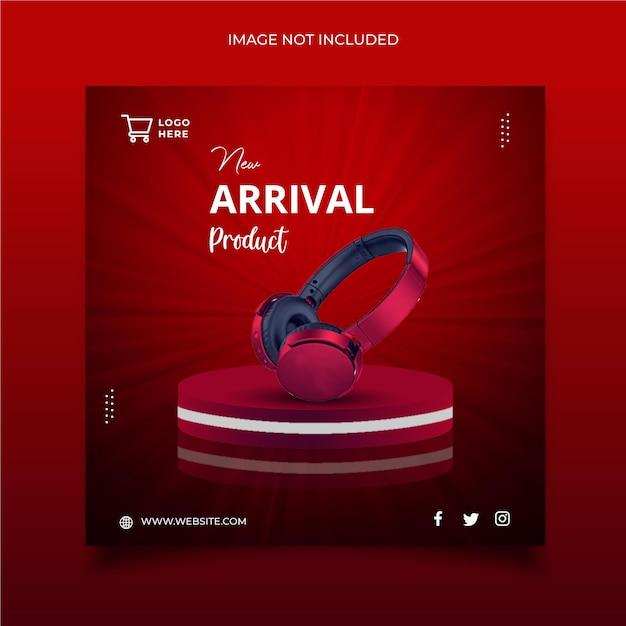 IMAGE NOT INCLUDED
LOGO
HERE
New
ARRIVAL
Product
WWW.WEBSITE.COM